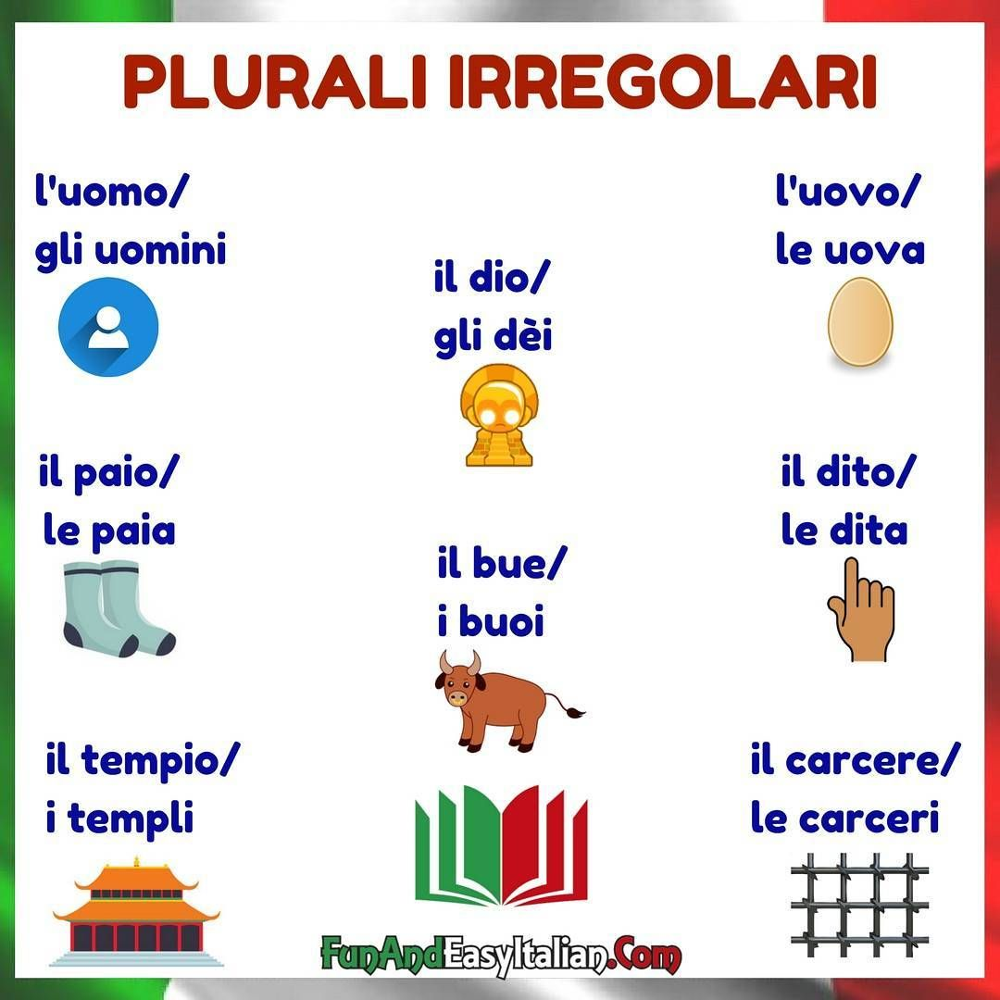 PLURALI IRREGOLARI
l'uomo/
gli uomini
il dio/
gli dèi
l'uovo/
le uova
il paio/
le paia
il bue/
i buoi
il dito/
le dita
il tempio/
i templi
il carcere/
le carceri
FunAndEasyItalian.Com